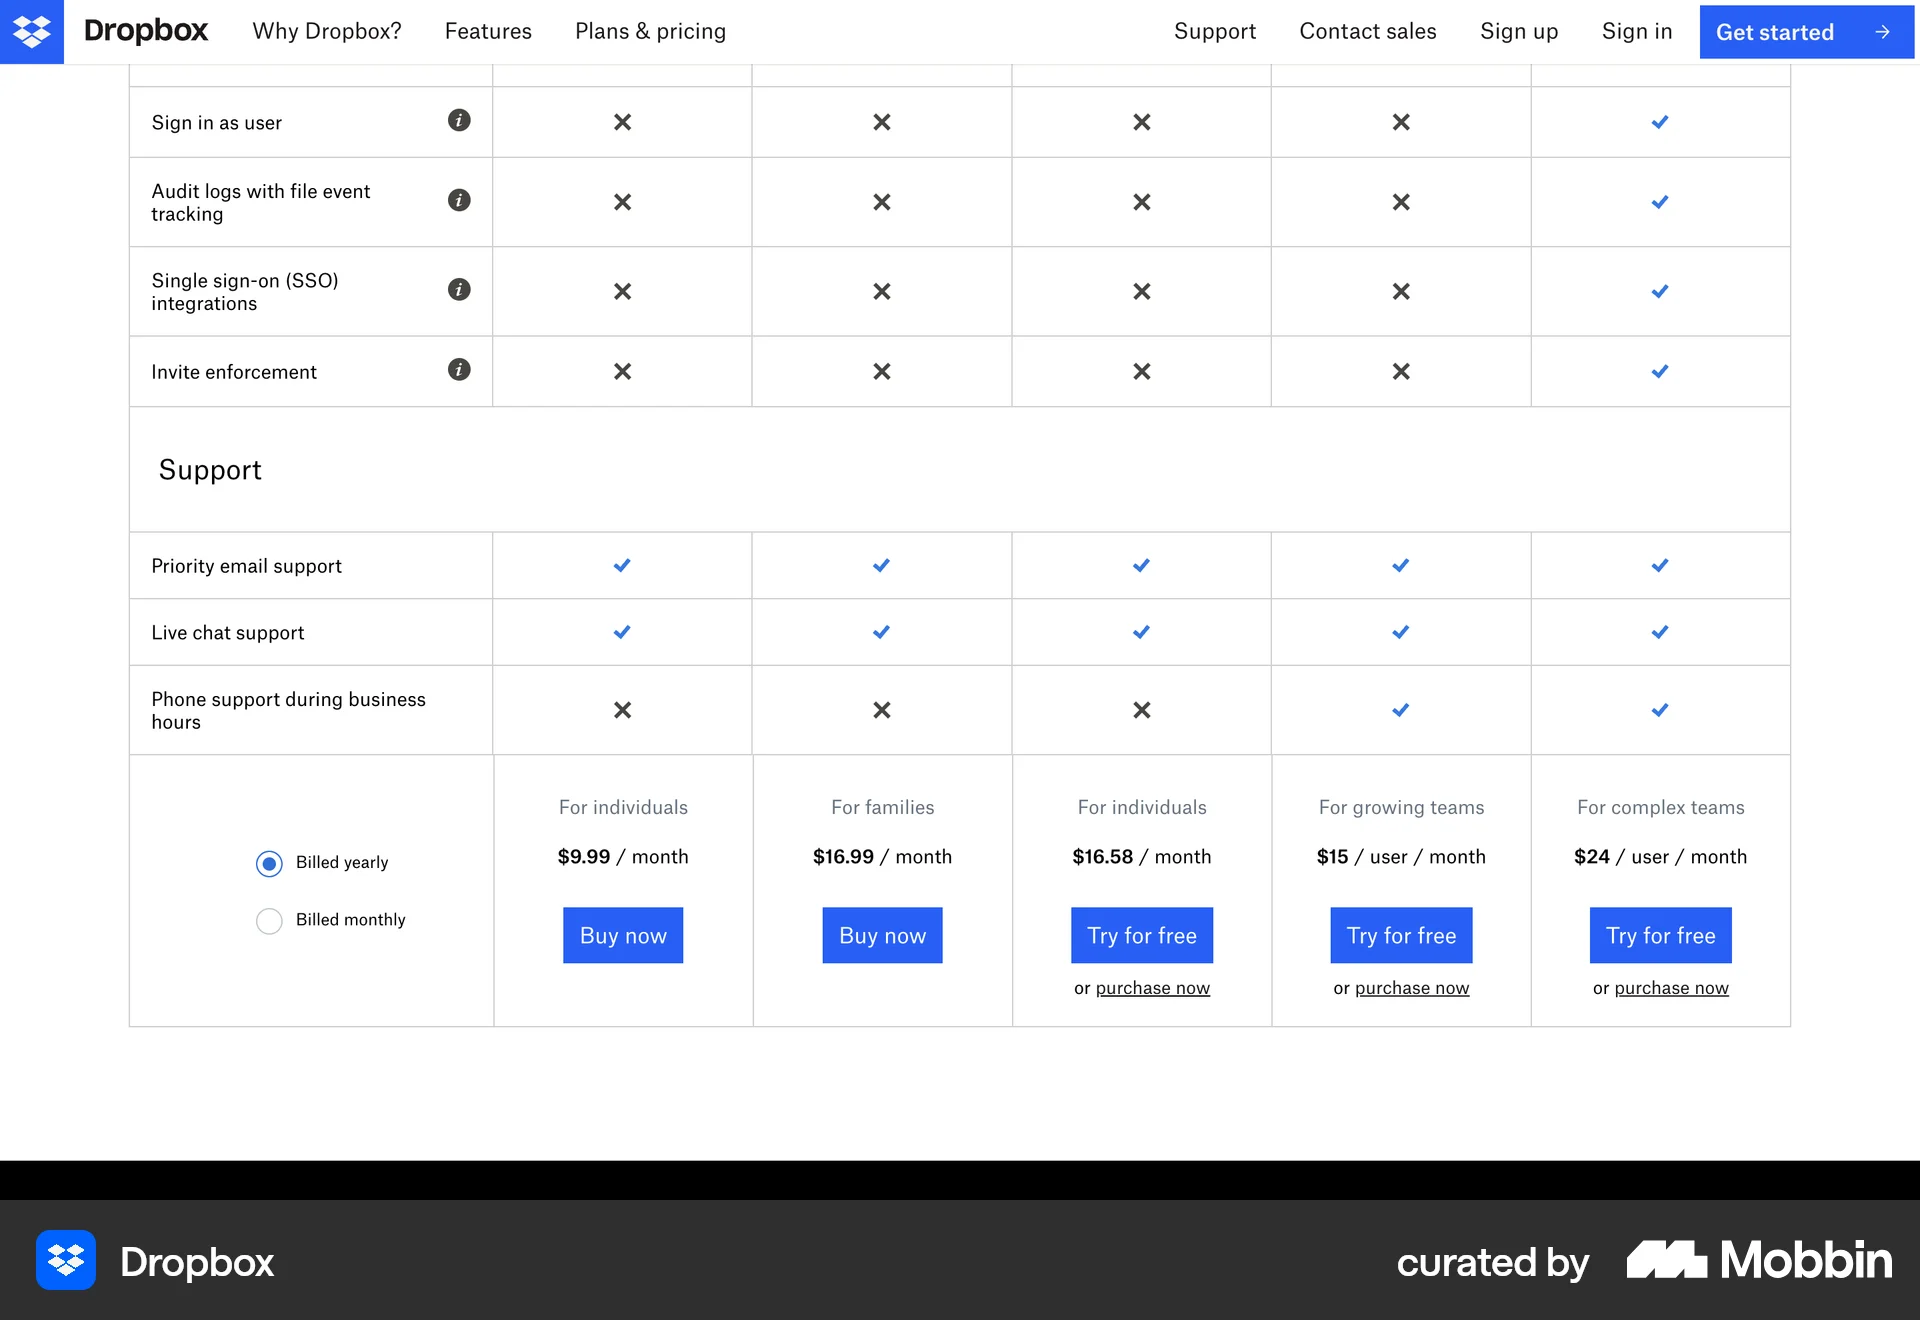 Dropbox Why Dropbox? Features Plans & pricing Support Contact sales Sign up Sign in Get started
Sign in as user
Audit logs with file event
tracking
Single sign-on (SSO)
integrations
Invite enforcement
Support
Priority email support
Live chat support
Phone support during business
hours
For individuals For families For individuals For growing teams For complex teams
$9.99 / month $16.99 / month $16.58 / month $15 / user / month $24 / user / month
Billed yearly
Billed monthly
Buy now Buy now Try for free Try for free Try for free
or purchase now or purchase now or purchase now
Dropbox curated by Mobbin